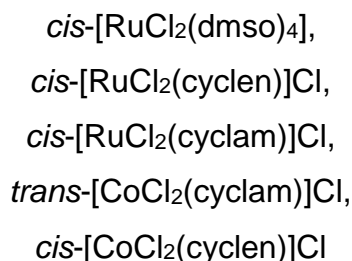 cis-[RuCl₂(dmso)₄],
cis-[RuCl₂(cyclen)]Cl,
cis-[RuCl₂(cyclam)]Cl,
trans-[CoCl₂(cyclam)]Cl,
cis-[CoCl₂(cyclen)]Cl